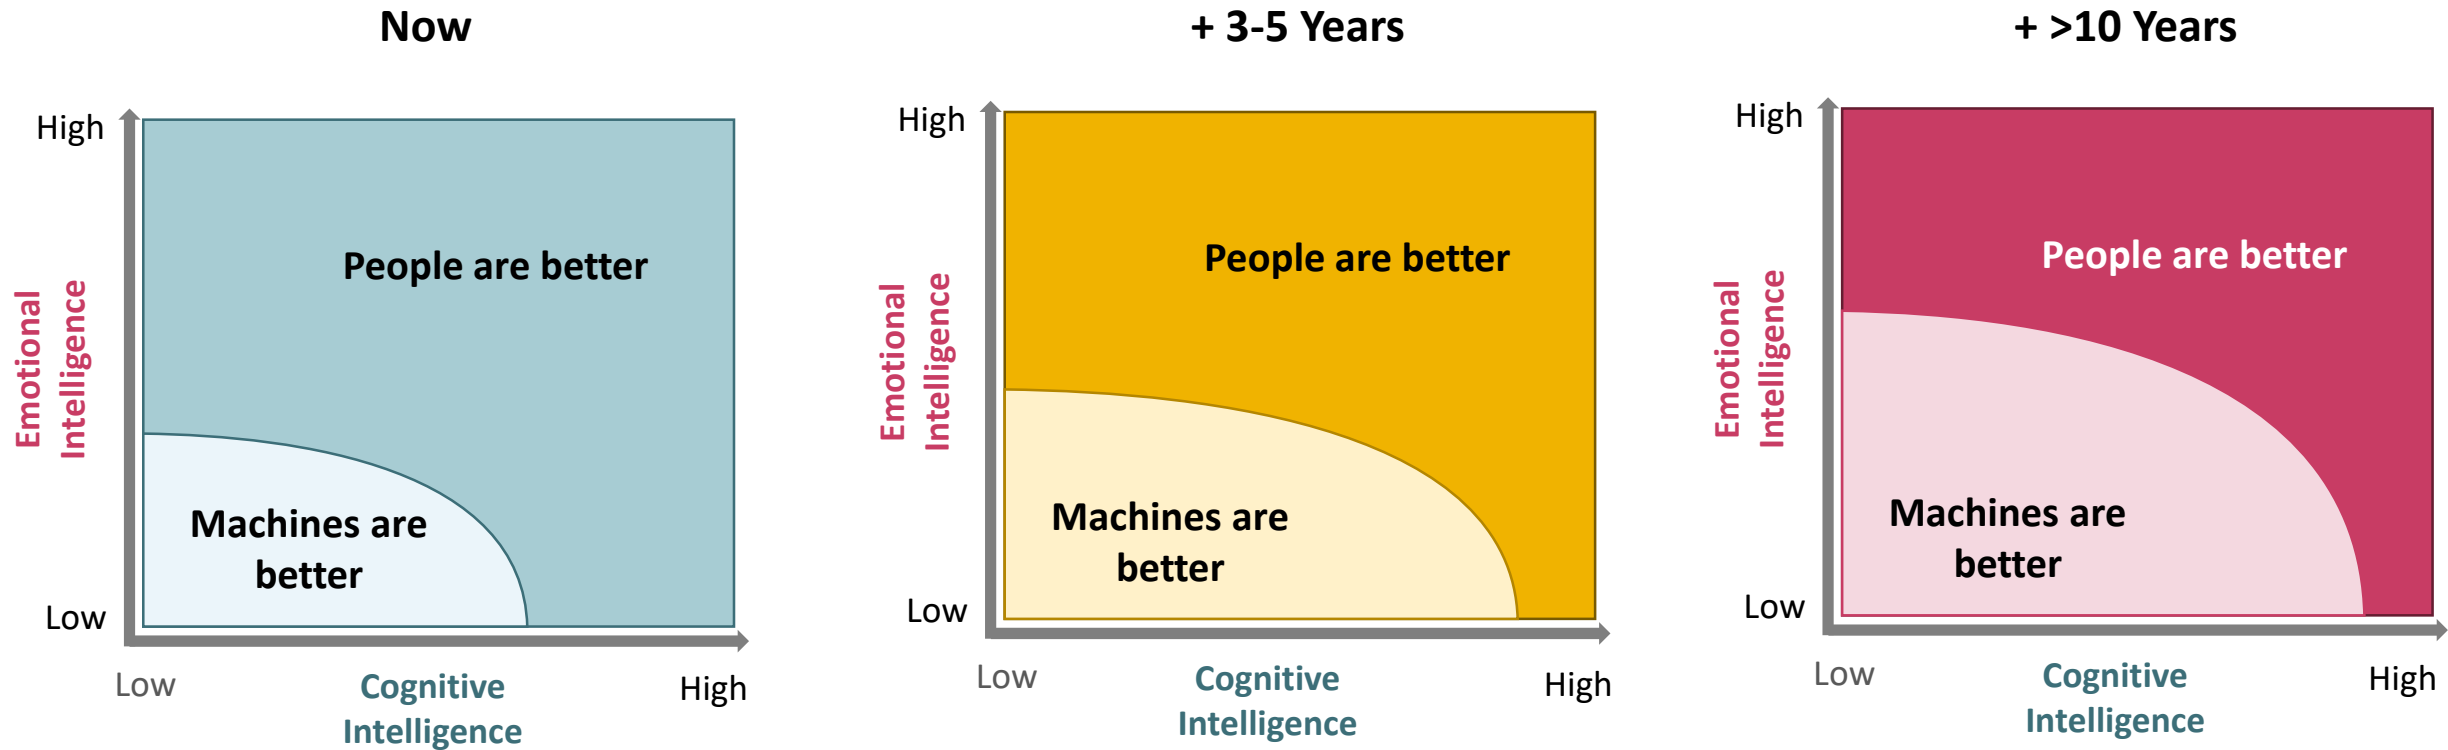 Now
High
People are better
Emotional
Intelligence
Machines are
better
Low
Low
Cognitive
Intelligence
High
+ 3-5 Years
High
People are better
Emotional
Intelligence
Machines are
better
Low
Low
Cognitive
Intelligence
High
+ >10 Years
High
People are better
Emotional
Intelligence
Machines are
better
Low
Low
Cognitive
Intelligence
High